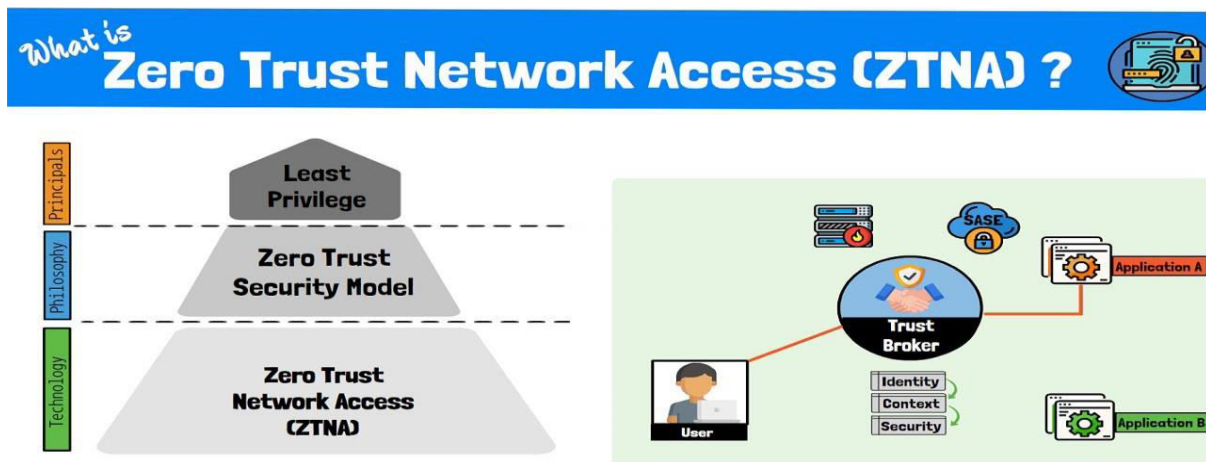 What is
Zero Trust Network Access (ZTNA) ?
Principals
Least
Privilege
Philosophy
Zero Trust
Security Model
Technology
Zero Trust
Network Access
(ZTNA)
SASE
Application A
Trust
Broker
Identity
Context
Security
User
Application B